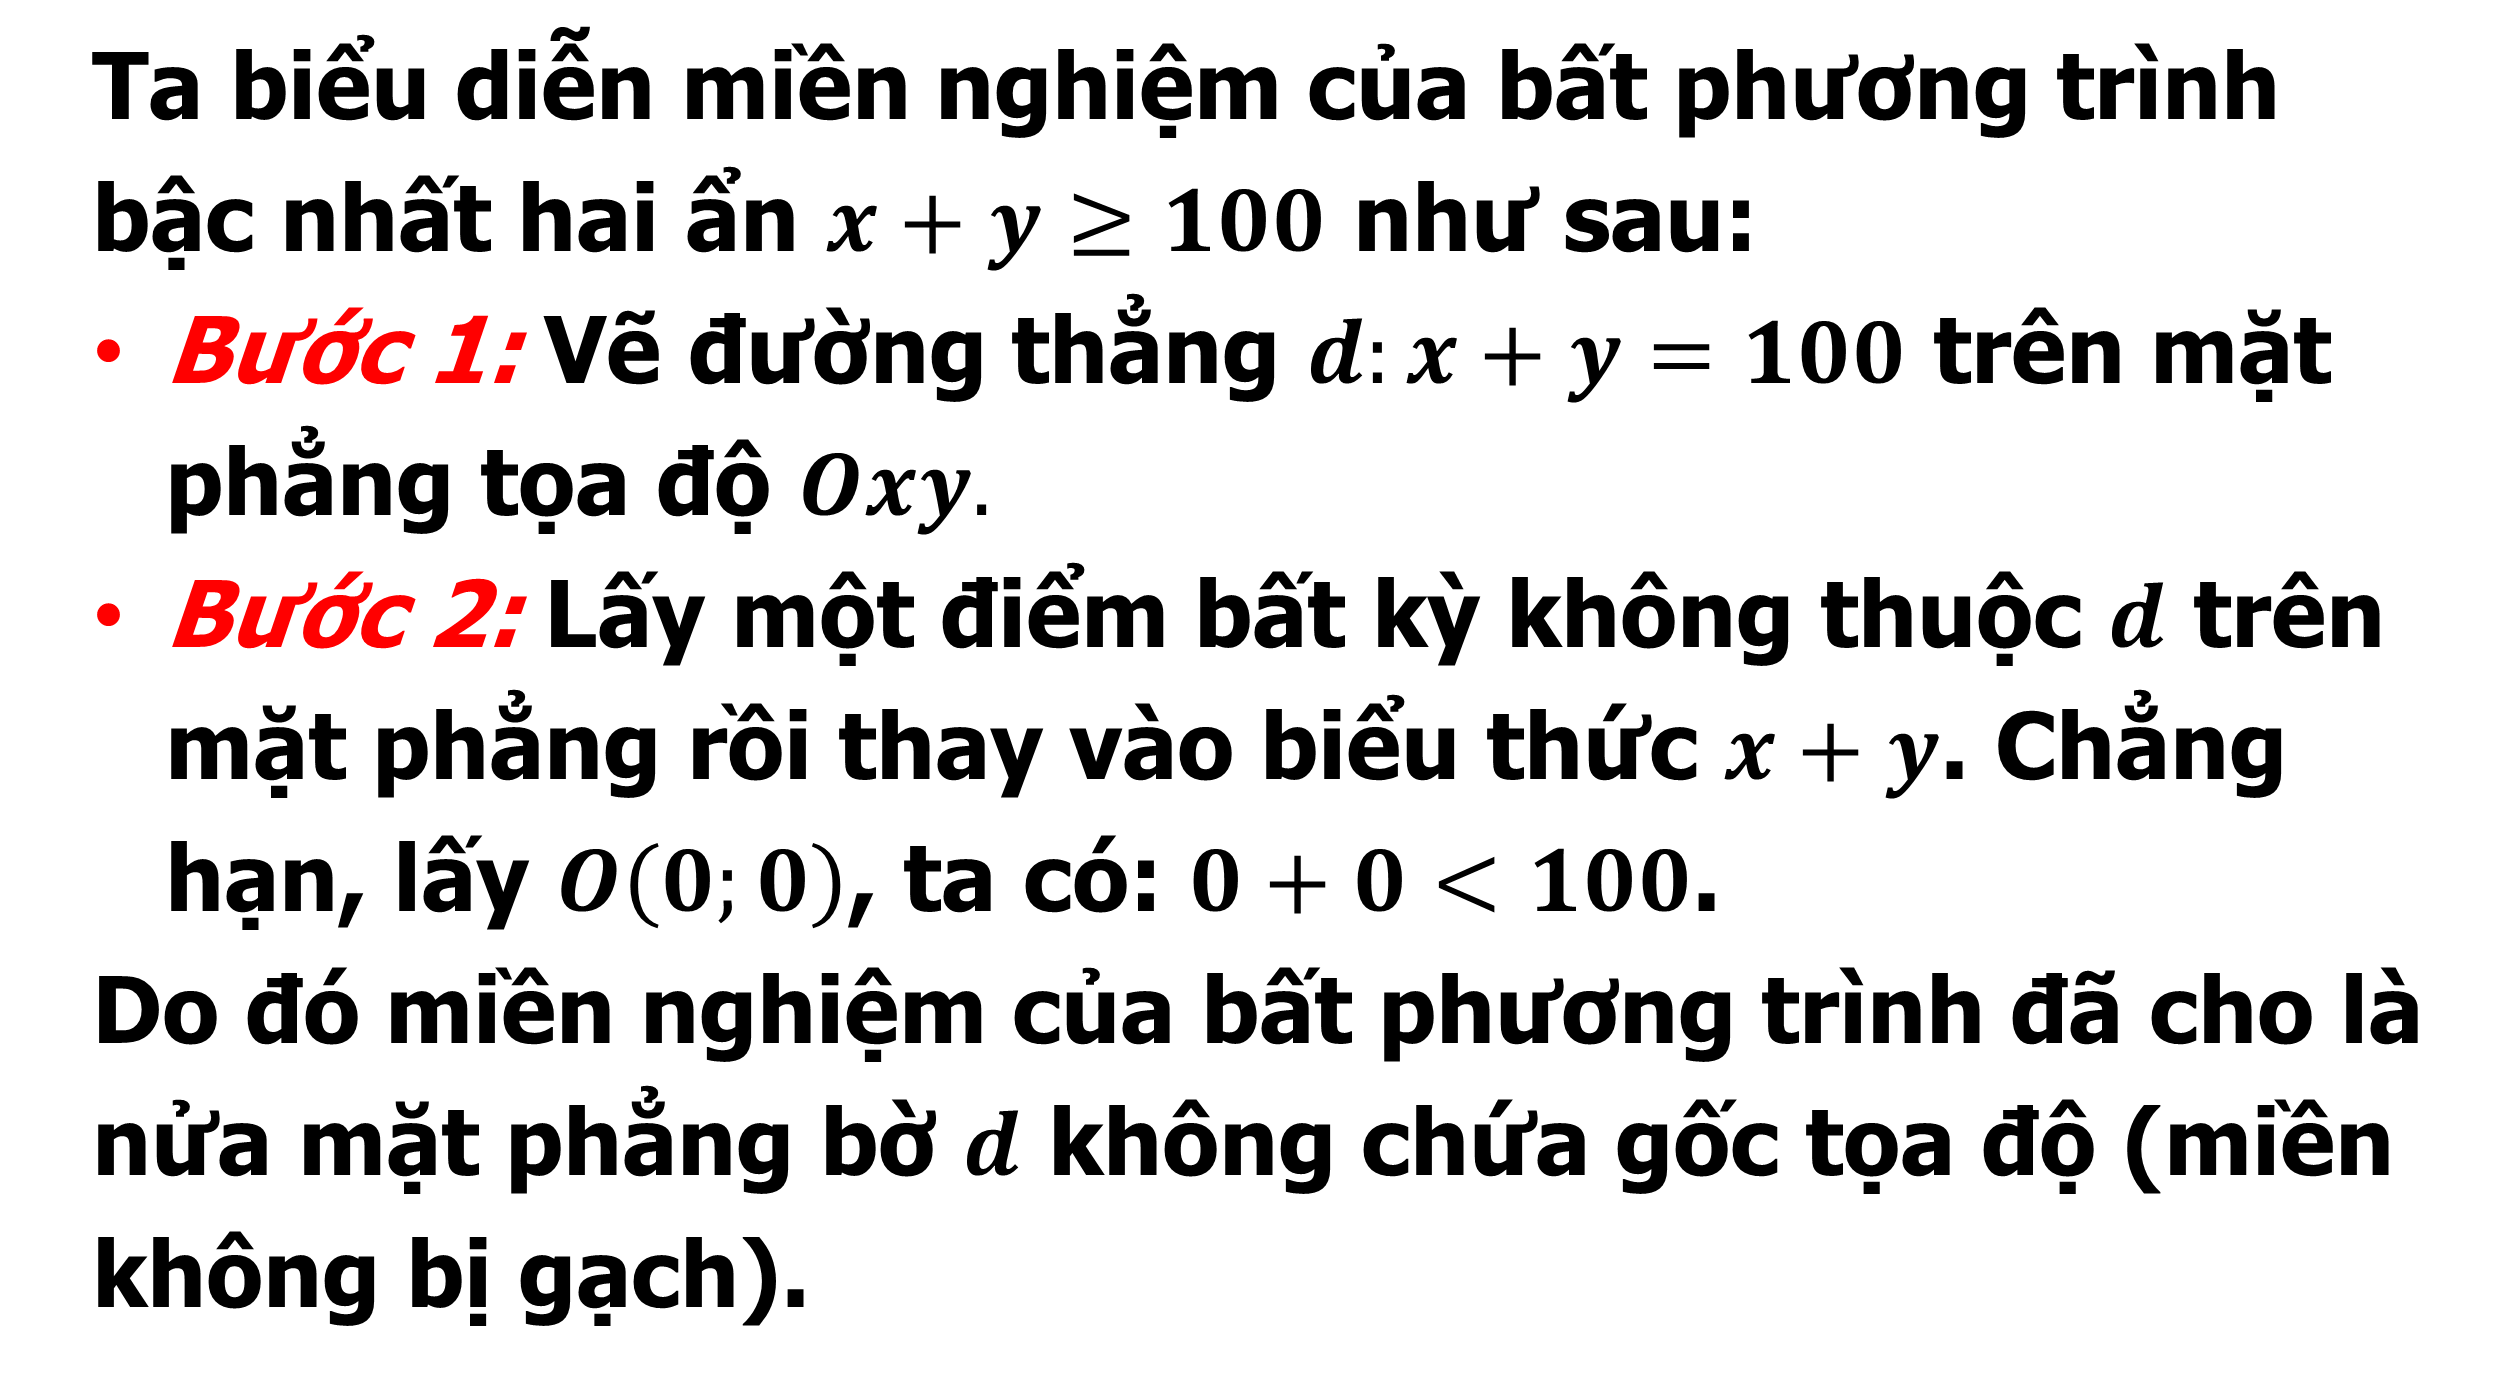 Ta biểu diễn miền nghiệm của bất phương trình
bậc nhất hai ẩn x + y ≥ 100 như sau:
• Bước 1: Vẽ đường thẳng d: x + y = 100 trên mặt
phẳng tọa độ Oxy.
• Bước 2: Lấy một điểm bất kỳ không thuộc d trên
mặt phẳng rồi thay vào biểu thức x + y. Chẳng
hạn, lấy O(0; 0), ta có: 0 + 0 < 100.
Do đó miền nghiệm của bất phương trình đã cho là
nửa mặt phẳng bờ d không chứa gốc tọa độ (miền
không bị gạch).